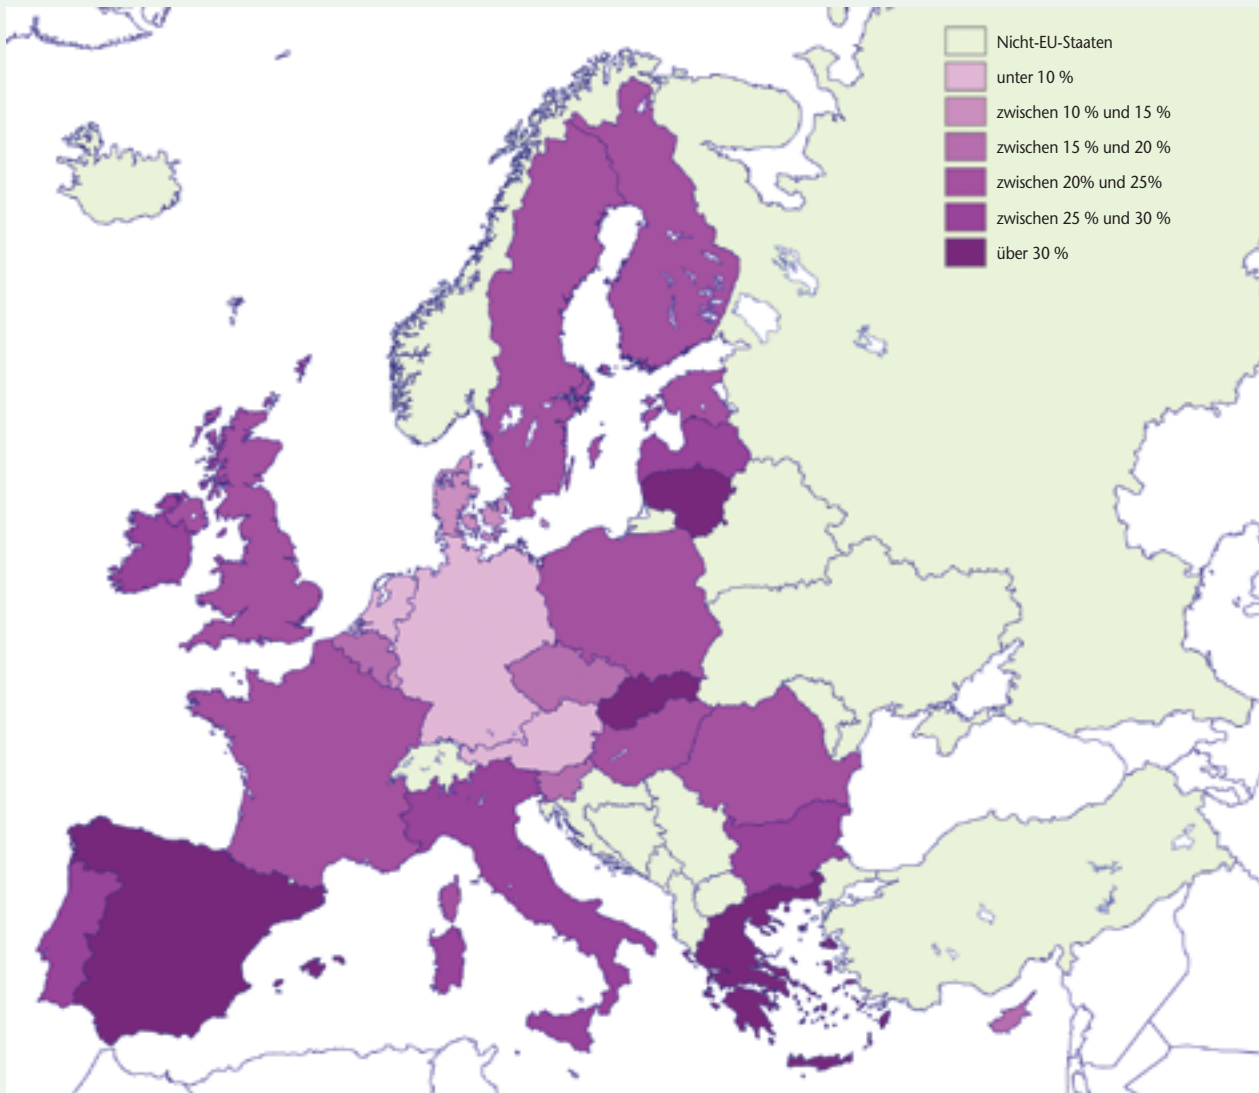 Nicht-EU-Staaten
unter 10 %
zwischen 10 % und 15 %
zwischen 15 % und 20 %
zwischen 20% und 25%
zwischen 25 % und 30 %
über 30 %